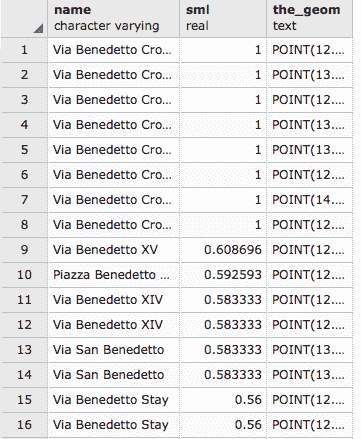 name sml the_geom
character varying real text
1 Via Benedetto Cro... 1 POINT(12....
2 Via Benedetto Cro... 1 POINT(13....
3 Via Benedetto Cro... 1 POINT(12....
4 Via Benedetto Cro... 1 POINT(13....
5 Via Benedetto Cro... 1 POINT(13....
6 Via Benedetto Cro... 1 POINT(12....
7 Via Benedetto Cro... 1 POINT(14....
8 Via Benedetto Cro... 1 POINT(12....
9 Via Benedetto XV 0.608696 POINT(12....
10 Piazza Benedetto ... 0.592593 POINT(12....
11 Via Benedetto XIV 0.583333 POINT(12....
12 Via Benedetto XIV 0.583333 POINT(12....
13 Via San Benedetto 0.583333 POINT(13....
14 Via San Benedetto 0.583333 POINT(13....
15 Via Benedetto Stay 0.56 POINT(12....
16 Via Benedetto Stay 0.56 POINT(12....